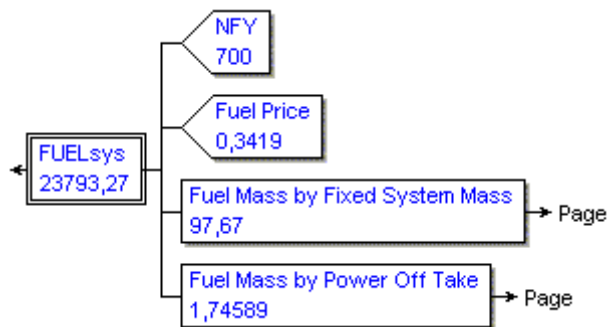 NFY
700
Fuel Price
0,3419
FUELsys
23793,27
Fuel Mass by Fixed System Mass
97,67
Page
Fuel Mass by Power Off Take
1,74589
Page